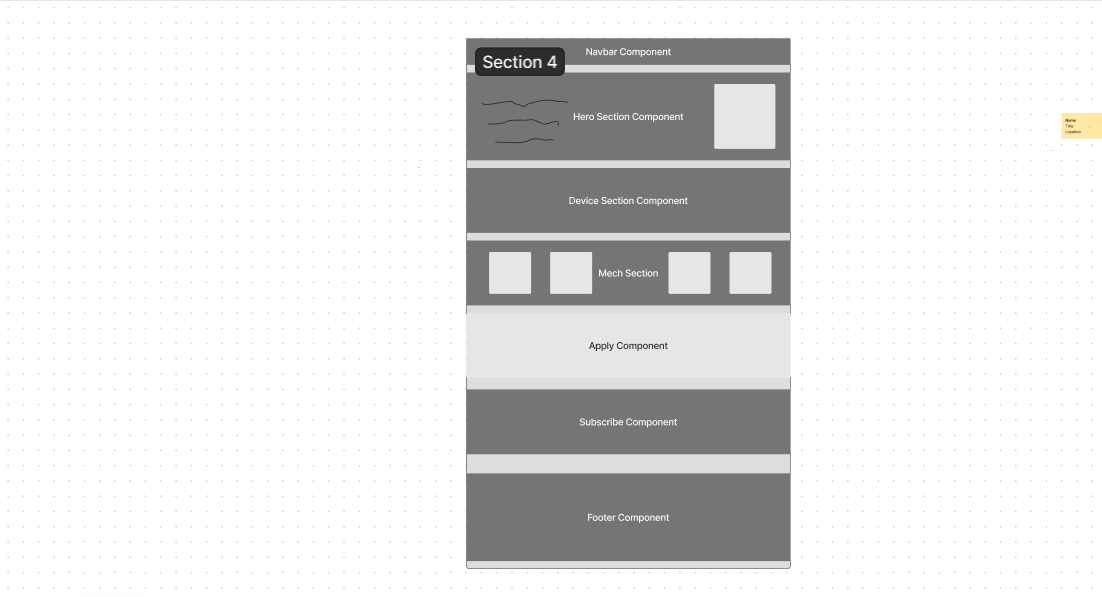 Navbar Component
Section 4
Hero Section Component
Device Section Component
Mech Section
Apply Component
Subscribe Component
Footer Component
Name
Title
Location